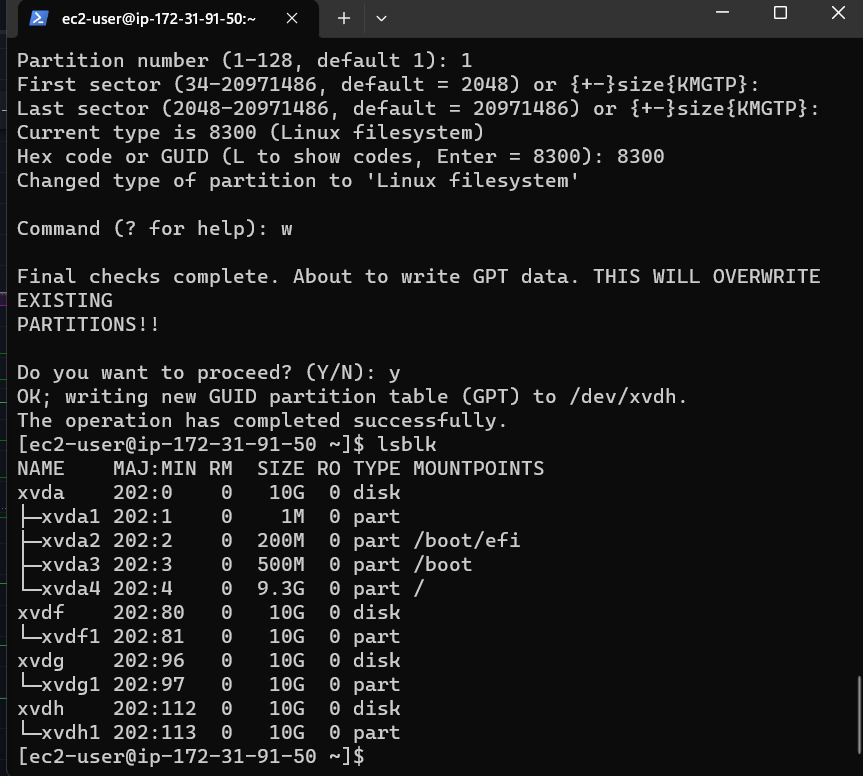 ec2-user@ip-172-31-91-50:~
Partition number (1-128, default 1): 1
First sector (34-20971486, default = 2048) or {+-}size{KMGTP}:
Last sector (2048-20971486, default = 20971486) or {+-}size{KMGTP}:
Current type is 8300 (Linux filesystem)
Hex code or GUID (L to show codes, Enter = 8300): 8300
Changed type of partition to 'Linux filesystem'

Command (? for help): w

Final checks complete. About to write GPT data. THIS WILL OVERWRITE
EXISTING
PARTITIONS!!

Do you want to proceed? (Y/N): y
OK; writing new GUID partition table (GPT) to /dev/xvdh.
The operation has completed successfully.
[ec2-user@ip-172-31-91-50 ~]$ lsblk
NAME    MAJ:MIN RM  SIZE RO TYPE MOUNTPOINTS
xvda    202:0    0   10G  0 disk
├─xvda1 202:1    0    1M  0 part
├─xvda2 202:2    0  200M  0 part /boot/efi
├─xvda3 202:3    0  500M  0 part /boot
└─xvda4 202:4    0  9.3G  0 part /
xvdf    202:80   0   10G  0 disk
└─xvdf1 202:81   0   10G  0 part
xvdg    202:96   0   10G  0 disk
└─xvdg1 202:97   0   10G  0 part
xvdh    202:112  0   10G  0 disk
└─xvdh1 202:113  0   10G  0 part
[ec2-user@ip-172-31-91-50 ~]$